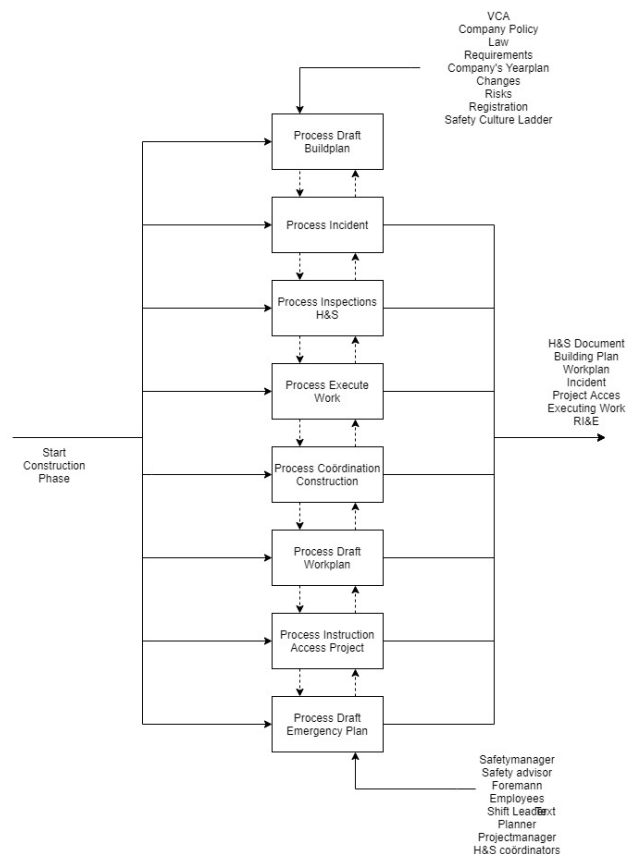 VCA
Company Policy
Law
Requirements
Company's Yearplan
Changes
Risks
Registration
Safety Culture Ladder
Process Draft
Buildplan
Process Incident
Process Inspections
H&S
Process Execute
Work
Process Coördination
Construction
Process Draft
Workplan
Process Instruction
Access Project
Process Draft
Emergency Plan
Start
Construction
Phase
H&S Document
Building Plan
Workplan
Incident
Project Acces
Executing Work
RI&E
Safetymanager
Safety advisor
Foremann
Employees
Shift Leader
Text
Planner
Projectmanager
H&S coördinators